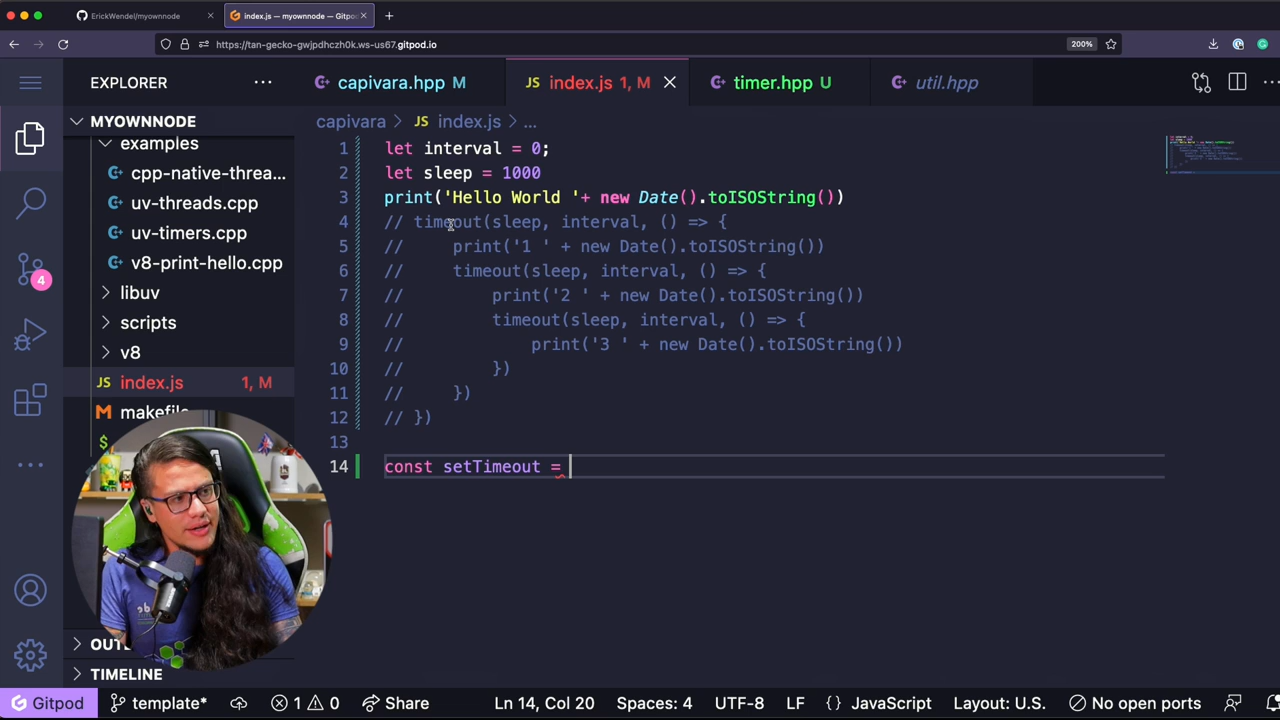 ErickWendel/myownnode
index.js — myownnode — Gitpod
https://tan-gecko-gwjpdhczh0k.ws-us67.gitpod.io
200%
EXPLORER
capivara.hpp M
index.js 1, M
timer.hpp U
util.hpp
MYOWNNODE
capivara > JS index.js > ...
examples
cpp-native-threa...
uv-threads.cpp
uv-timers.cpp
v8-print-hello.cpp
libuv
scripts
v8
JS index.js 1, M
makefile
OUTL
TIMELINE
4
1 let interval = 0;
2 let sleep = 1000
3 print('Hello World '+ new Date().toISOString())
4 // timeout(sleep, interval, () => {
5 //     print('1 ' + new Date().toISOString())
6 //     timeout(sleep, interval, () => {
7 //         print('2 ' + new Date().toISOString())
8 //         timeout(sleep, interval, () => {
9 //             print('3 ' + new Date().toISOString())
10 //         })
11 //     })
12 // })
13
14 const setTimeout =
Gitpod template* 1 0 Share Ln 14, Col 20 Spaces: 4 UTF-8 LF {} JavaScript Layout: U.S. No open ports